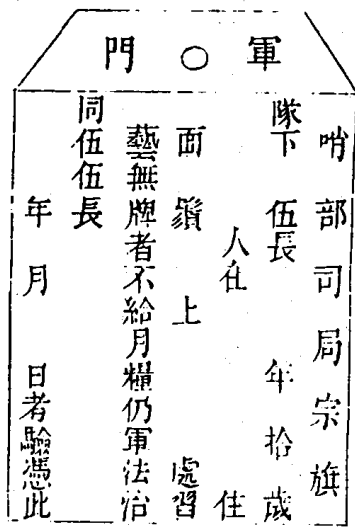 軍 ○ 門
哨部司局宗旗
隊下 伍長 年拾歲
人 住
面鬚 上 處習
藝無牌者不給月糧仍軍法治
同伍伍長
年 月 日者驗憑此